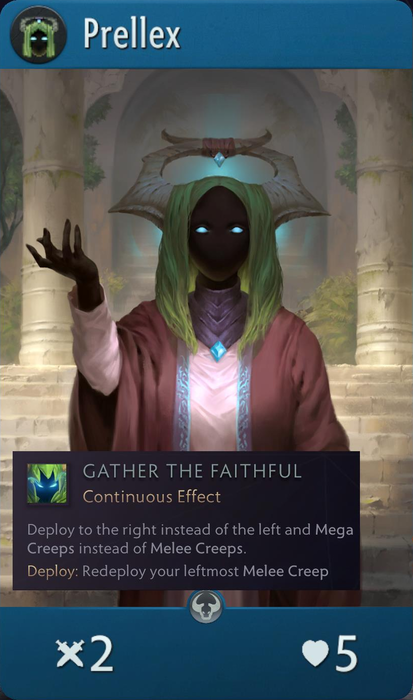 Prellex
GATHER THE FAITHFUL
Continuous Effect
Deploy to the right instead of the left and Mega
Creeps instead of Melee Creeps.
Deploy: Redeploy your leftmost Melee Creep
2
5